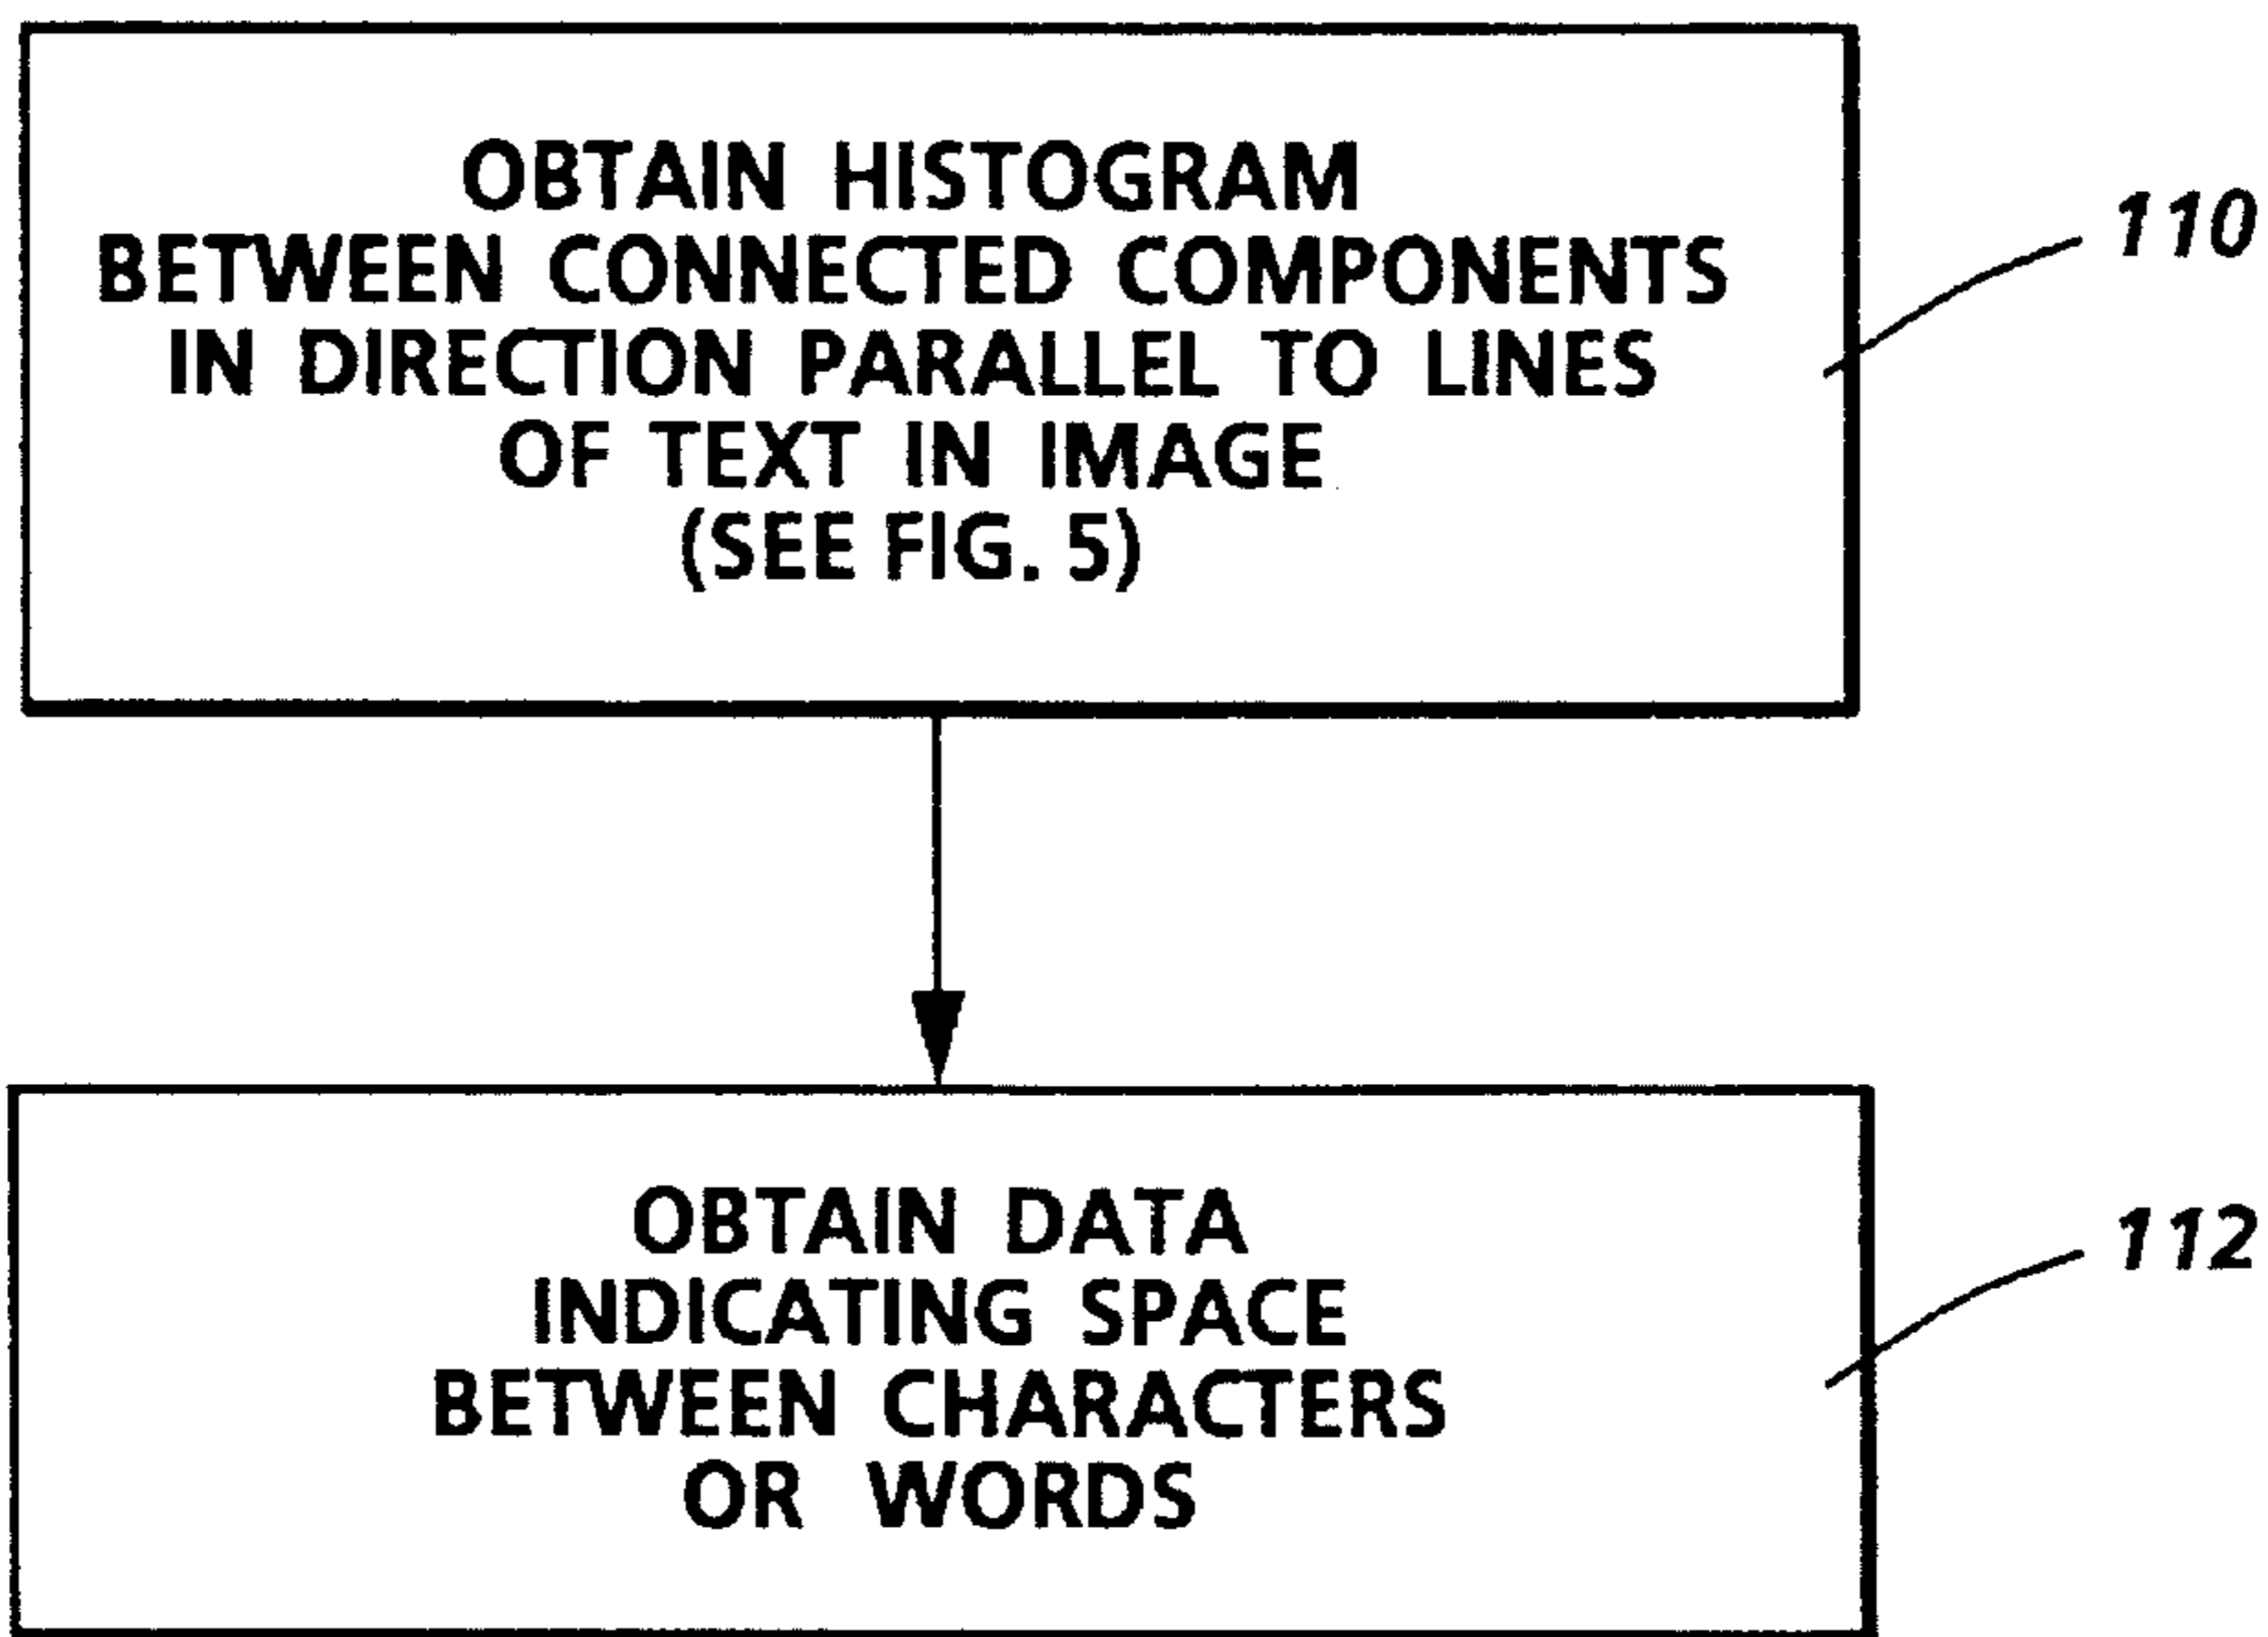 OBTAIN HISTOGRAM
BETWEEN CONNECTED COMPONENTS
IN DIRECTION PARALLEL TO LINES
OF TEXT IN IMAGE
(SEE FIG. 5)
110
OBTAIN DATA
INDICATING SPACE
BETWEEN CHARACTERS
OR WORDS
112